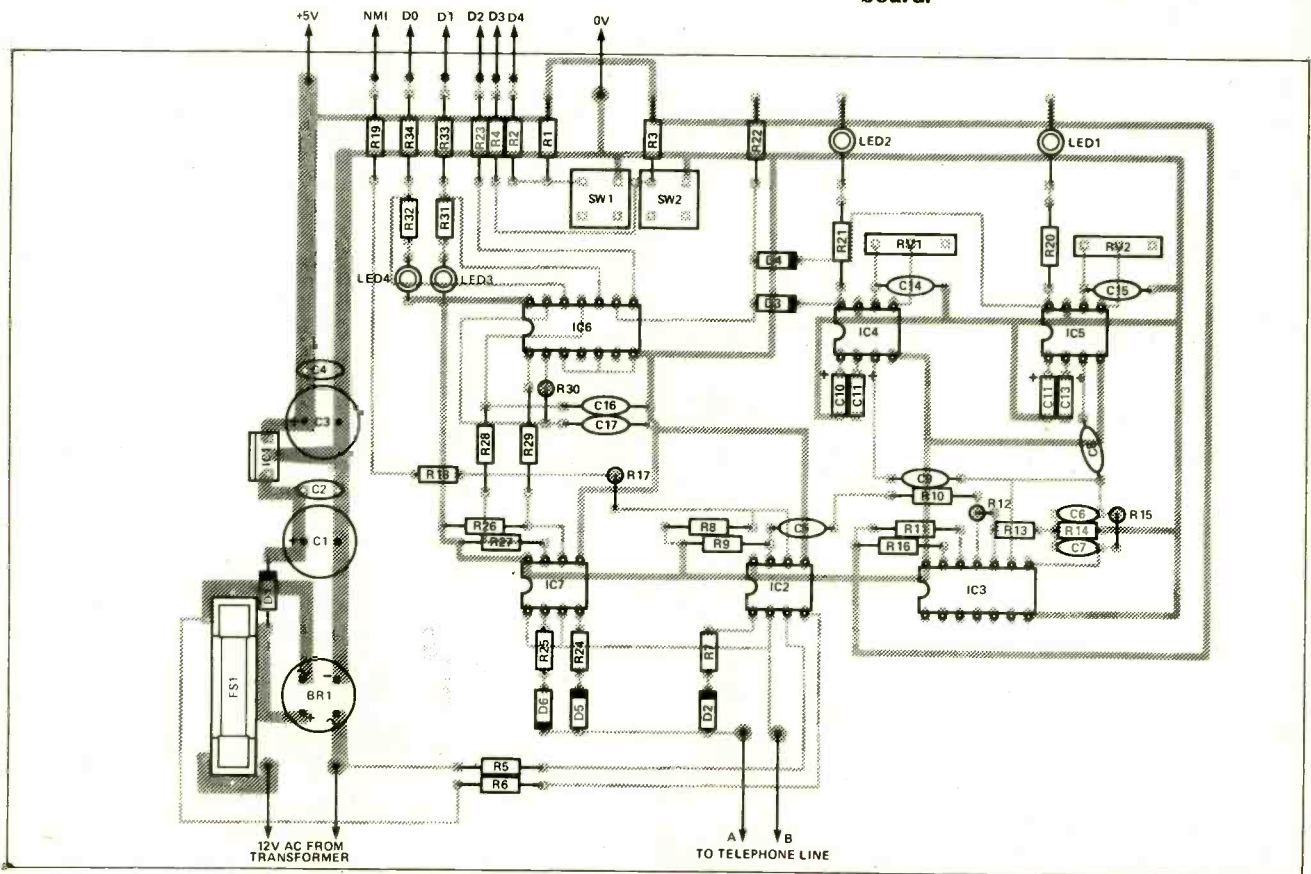 board.
+5V NMI D0 D1 D2 D3 D4 0V
R19 R34 R33 R23 R4 R2 R1 R3 R22 LED2 LED1
SW1 SW2
R32 R31 R21 RV1 R20 RV2
D4
LED4 LED3 C14 C15
D3
IC6 IC4 IC5
C4
R30 C10 C11 C11 C13
C16
C3 C17
R28 R29
IC1
R18 R17 C9
C2 R10
R12
R26 R8 C5 R11 R13 C6 R15
C1 R27 R9 R16 R14
C7
IC7 IC2 IC3
R25 R24 R7
FS1 BR1 D6 D5 D2
R5
R6
A B
12V AC FROM
TRANSFORMER
TO TELEPHONE LINE